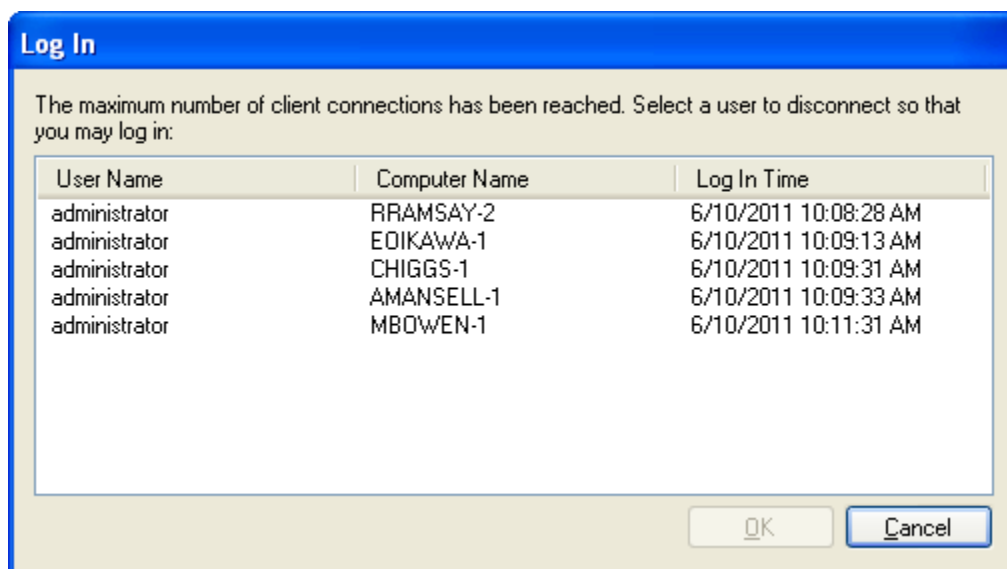 Log In
The maximum number of client connections has been reached. Select a user to disconnect so that
you may log in:
User Name Computer Name Log In Time
administrator RRAMSAY-2 6/10/2011 10:08:28 AM
administrator EOIKAWA-1 6/10/2011 10:09:13 AM
administrator CHIGGS-1 6/10/2011 10:09:31 AM
administrator AMANSELL-1 6/10/2011 10:09:33 AM
administrator MBOWEN-1 6/10/2011 10:11:31 AM
OK Cancel